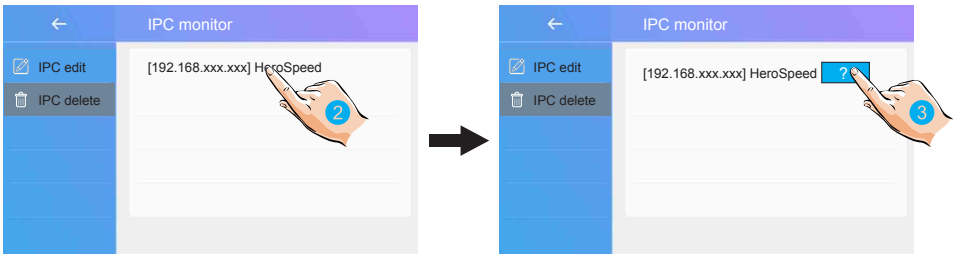 IPC monitor
IPC edit
[192.168.xxx.xxx] HeroSpeed
IPC delete
2
IPC monitor
IPC edit
[192.168.xxx.xxx] HeroSpeed ?
IPC delete
3